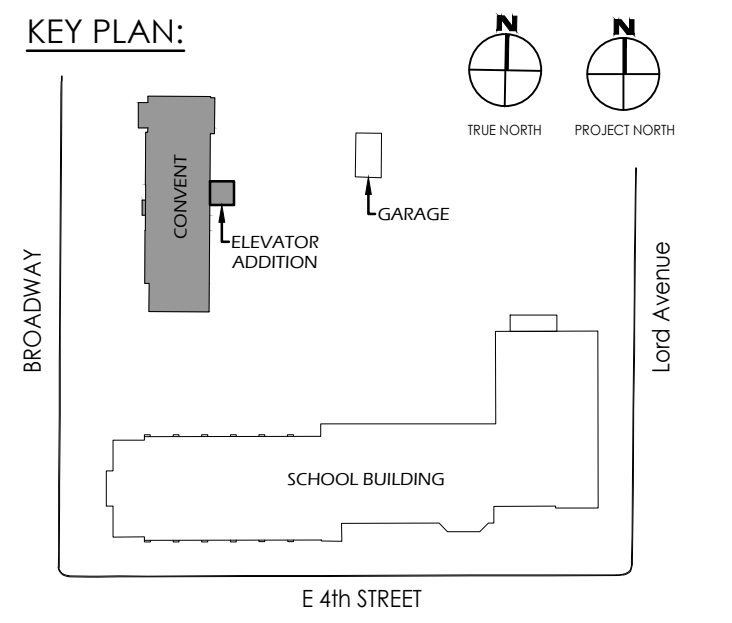 KEY PLAN:
N
N
TRUE NORTH
PROJECT NORTH
CONVENT
GARAGE
ELEVATOR
ADDITION
BROADWAY
Lord Avenue
SCHOOL BUILDING
E 4th STREET